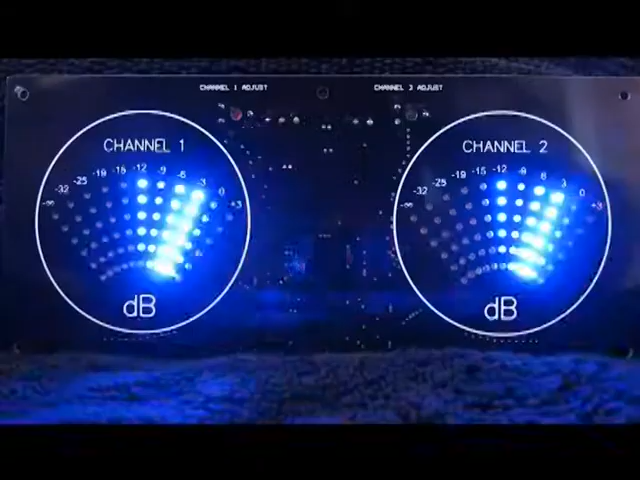 CHANNEL 1 ADJUST
CHANNEL 3 ADJUST
CHANNEL 1
-32 -25 -19 -15 -12 -9 -6 -3 0 +3
dB
CHANNEL 2
-32 -25 -19 -15 -12 -9 6 3 0 +3
dB